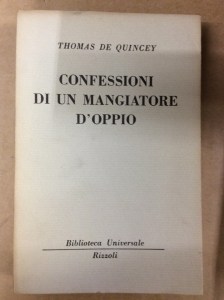 THOMAS DE QUINCEY
CONFESSIONI
DI UN MANGIATORE
D'OPPIO
Biblioteca Universale
Rizzoli